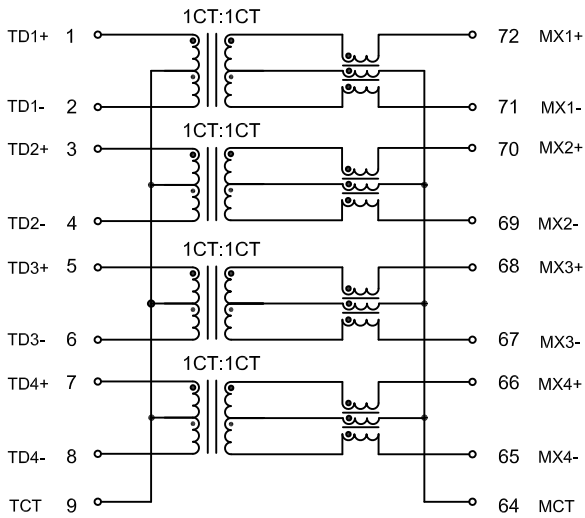 1CT:1CT
TD1+ 1 72 MX1+
TD1- 2 71 MX1-
TD2+ 3 1CT:1CT 70 MX2+
TD2- 4 69 MX2-
1CT:1CT
TD3+ 5 68 MX3+
TD3- 6 67 MX3-
1CT:1CT
TD4+ 7 66 MX4+
TD4- 8 65 MX4-
TCT 9 64 MCT